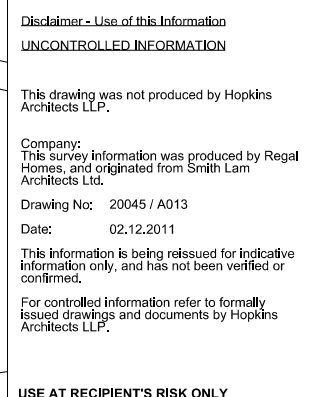 Disclaimer - Use of this Information
UNCONTROLLED INFORMATION
This drawing was not produced by Hopkins
Architects LLP.
Company:
This survey information was produced by Regal
Homes, and originated from Smith Lam
Architects Ltd.
Drawing No: 20045 / A013
Date: 02.12.2011
This information is being reissued for indicative
information only, and has not been verified or
confirmed.
For controlled information refer to formally
issued drawings and documents by Hopkins
Architects LLP.
USE AT RECIPIENT'S RISK ONLY